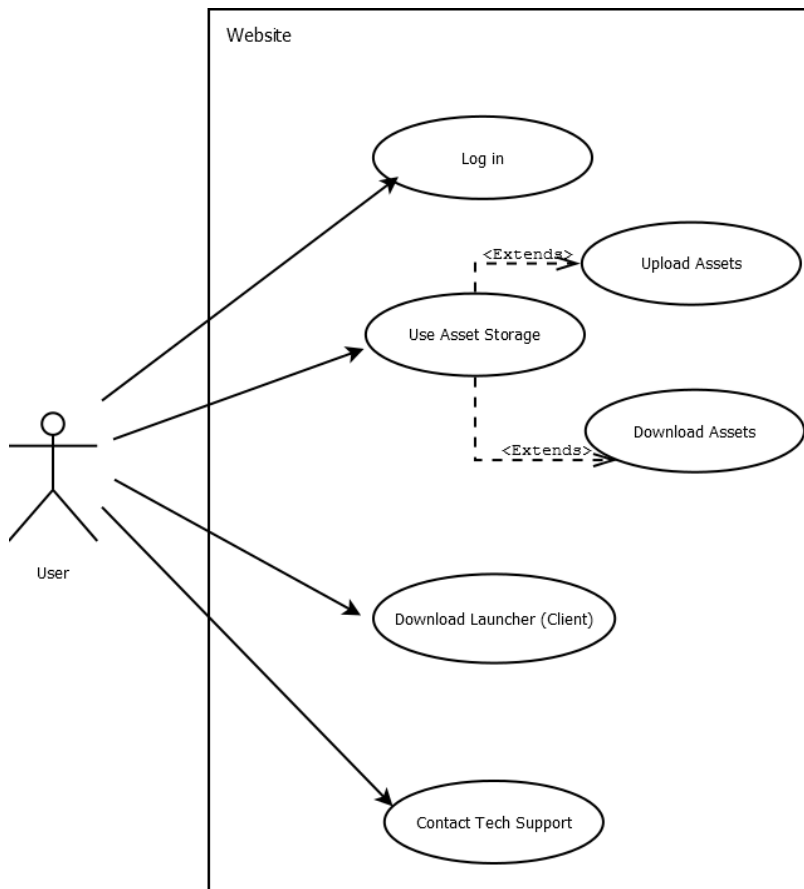 Website
Log in
<Extends>
Upload Assets
Use Asset Storage
Download Assets
<Extends>
User
Download Launcher (Client)
Contact Tech Support